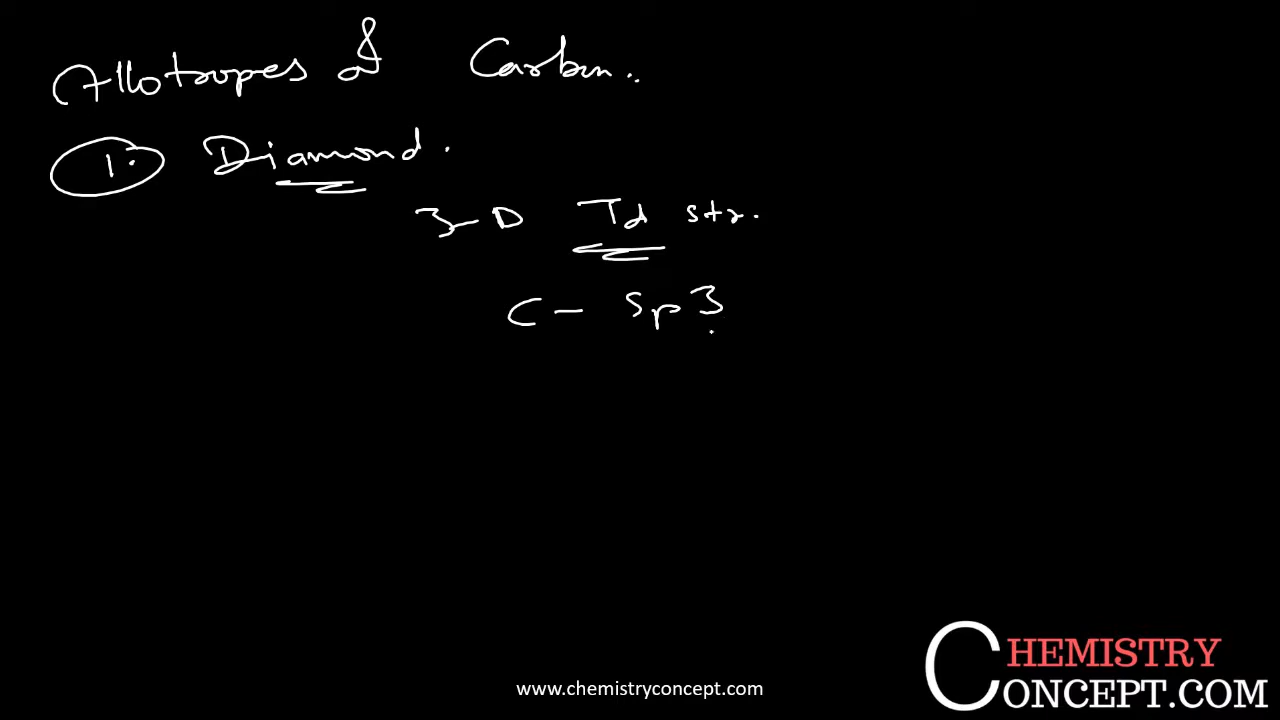 Allotropes of Carbon.
1. Diamond.
3-D Td str.
C - Sp3
www.chemistryconcept.com
CHEMISTRY
CONCEPT.COM